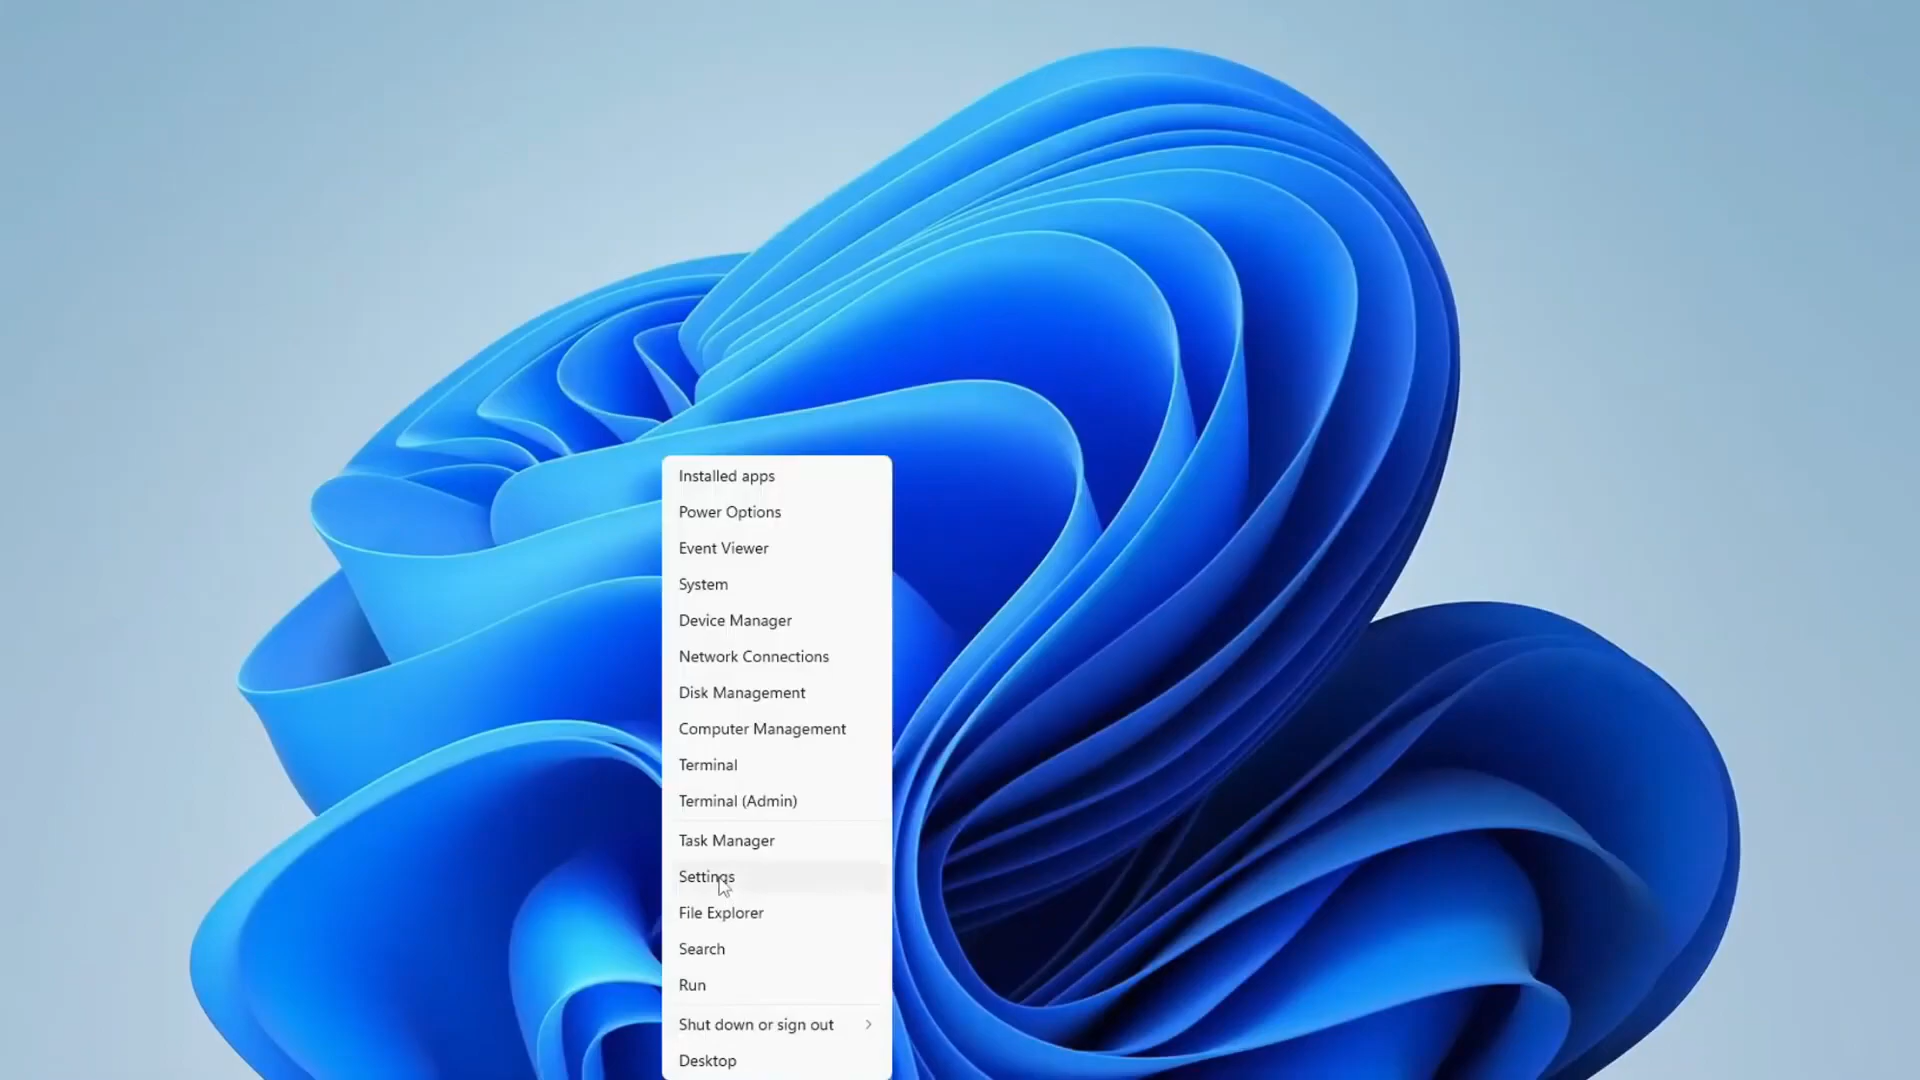 Installed apps
Power Options
Event Viewer
System
Device Manager
Network Connections
Disk Management
Computer Management
Terminal
Terminal (Admin)
Task Manager
Settings
File Explorer
Search
Run
Shut down or sign out
Desktop